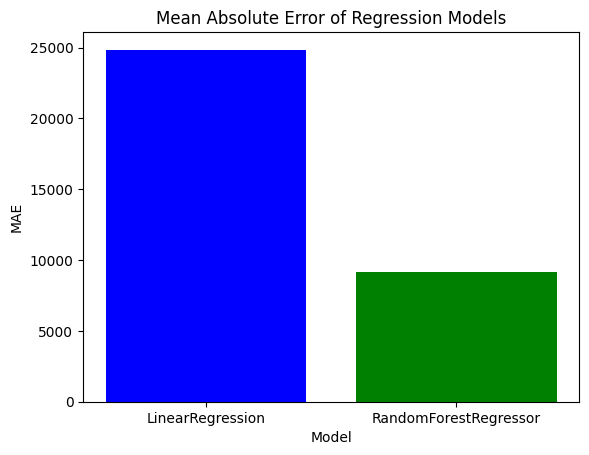 Mean Absolute Error of Regression Models
25000
20000
15000
10000
5000
0
MAE
LinearRegression
RandomForestRegressor
Model